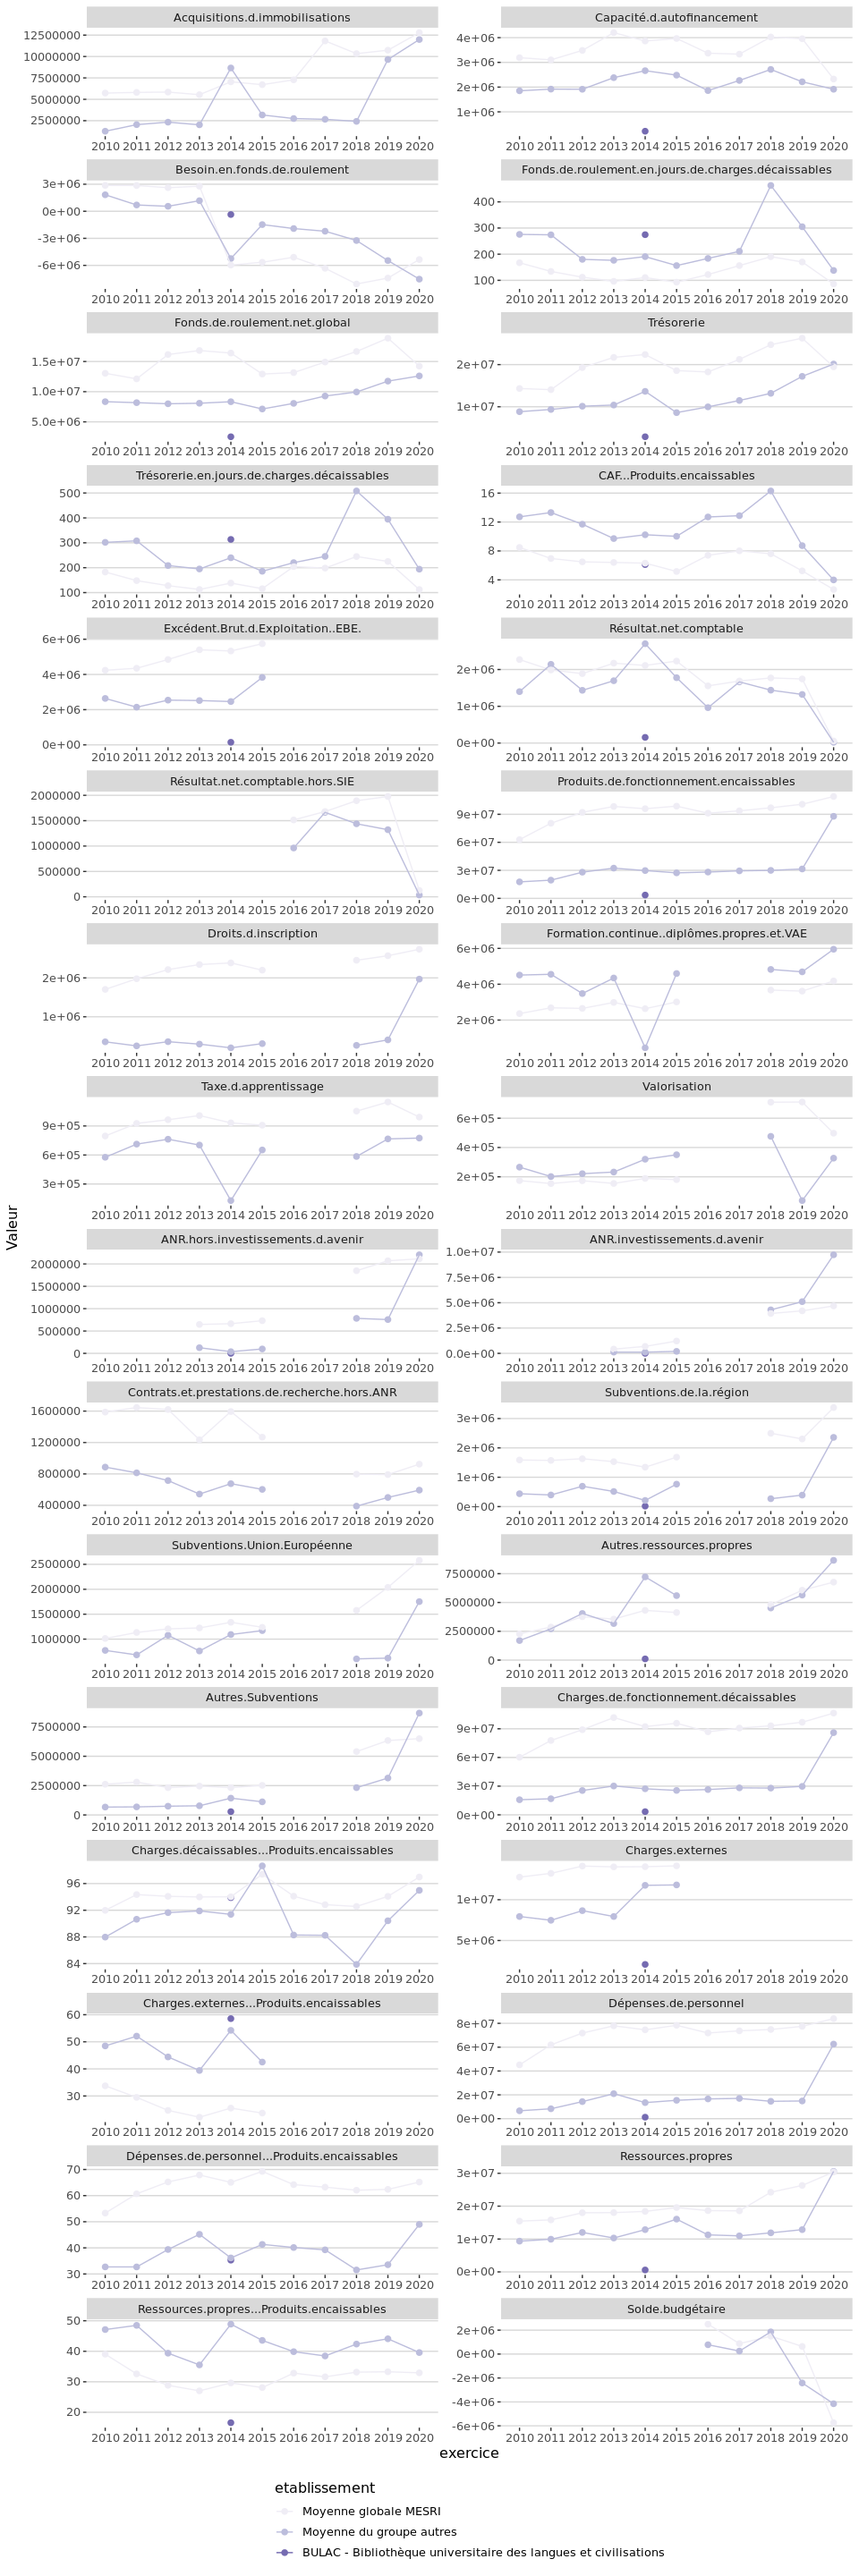 Acquisitions.d.immobilisations
Capacité.d.autofinancement
12500000
10000000
7500000
5000000
2500000
4e+06
3e+06
2e+06
1e+06
2010 2011 2012 2013 2014 2015 2016 2017 2018 2019 2020
2010 2011 2012 2013 2014 2015 2016 2017 2018 2019 2020
Besoin.en.fonds.de.roulement
Fonds.de.roulement.en.jours.de.charges.décaissables
3e+06
0e+00
-3e+06
-6e+06
400
300
200
100
2010 2011 2012 2013 2014 2015 2016 2017 2018 2019 2020
2010 2011 2012 2013 2014 2015 2016 2017 2018 2019 2020
Fonds.de.roulement.net.global
Trésorerie
1.5e+07
1.0e+07
5.0e+06
2e+07
1e+07
2010 2011 2012 2013 2014 2015 2016 2017 2018 2019 2020
2010 2011 2012 2013 2014 2015 2016 2017 2018 2019 2020
Trésorerie.en.jours.de.charges.décaissables
CAF...Produits.encaissables
500
400
300
200
100
16
12
8
4
2010 2011 2012 2013 2014 2015 2016 2017 2018 2019 2020
2010 2011 2012 2013 2014 2015 2016 2017 2018 2019 2020
Excédent.Brut.d.Exploitation..EBE.
Résultat.net.comptable
6e+06
4e+06
2e+06
0e+00
2e+06
1e+06
0e+00
2010 2011 2012 2013 2014 2015 2016 2017 2018 2019 2020
2010 2011 2012 2013 2014 2015 2016 2017 2018 2019 2020
Résultat.net.comptable.hors.SIE
Produits.de.fonctionnement.encaissables
2000000
1500000
1000000
500000
0
9e+07
6e+07
3e+07
0e+00
2010 2011 2012 2013 2014 2015 2016 2017 2018 2019 2020
2010 2011 2012 2013 2014 2015 2016 2017 2018 2019 2020
Droits.d.inscription
Formation.continue..diplômes.propres.et.VAE
2e+06
1e+06
6e+06
4e+06
2e+06
2010 2011 2012 2013 2014 2015 2016 2017 2018 2019 2020
2010 2011 2012 2013 2014 2015 2016 2017 2018 2019 2020
Taxe.d.apprentissage
Valorisation
9e+05
6e+05
3e+05
6e+05
4e+05
2e+05
2010 2011 2012 2013 2014 2015 2016 2017 2018 2019 2020
2010 2011 2012 2013 2014 2015 2016 2017 2018 2019 2020
Valeur
ANR.hors.investissements.d.avenir
ANR.investissements.d.avenir
2000000
1500000
1000000
500000
0
1.0e+07
7.5e+06
5.0e+06
2.5e+06
0.0e+00
2010 2011 2012 2013 2014 2015 2016 2017 2018 2019 2020
2010 2011 2012 2013 2014 2015 2016 2017 2018 2019 2020
Contrats.et.prestations.de.recherche.hors.ANR
Subventions.de.la.région
1600000
1200000
800000
400000
3e+06
2e+06
1e+06
0e+00
2010 2011 2012 2013 2014 2015 2016 2017 2018 2019 2020
2010 2011 2012 2013 2014 2015 2016 2017 2018 2019 2020
Subventions.Union.Européenne
Autres.ressources.propres
2500000
2000000
1500000
1000000
7500000
5000000
2500000
0
2010 2011 2012 2013 2014 2015 2016 2017 2018 2019 2020
2010 2011 2012 2013 2014 2015 2016 2017 2018 2019 2020
Autres.Subventions
Charges.de.fonctionnement.décaissables
7500000
5000000
2500000
0
9e+07
6e+07
3e+07
0e+00
2010 2011 2012 2013 2014 2015 2016 2017 2018 2019 2020
2010 2011 2012 2013 2014 2015 2016 2017 2018 2019 2020
Charges.décaissables...Produits.encaissables
Charges.externes
96
92
88
84
1e+07
5e+06
2010 2011 2012 2013 2014 2015 2016 2017 2018 2019 2020
2010 2011 2012 2013 2014 2015 2016 2017 2018 2019 2020
Charges.externes...Produits.encaissables
Dépenses.de.personnel
60
50
40
30
8e+07
6e+07
4e+07
2e+07
0e+00
2010 2011 2012 2013 2014 2015 2016 2017 2018 2019 2020
2010 2011 2012 2013 2014 2015 2016 2017 2018 2019 2020
Dépenses.de.personnel...Produits.encaissables
Ressources.propres
70
60
50
40
30
3e+07
2e+07
1e+07
0e+00
2010 2011 2012 2013 2014 2015 2016 2017 2018 2019 2020
2010 2011 2012 2013 2014 2015 2016 2017 2018 2019 2020
Ressources.propres...Produits.encaissables
Solde.budgétaire
50
40
30
20
2e+06
0e+00
-2e+06
-4e+06
-6e+06
2010 2011 2012 2013 2014 2015 2016 2017 2018 2019 2020
2010 2011 2012 2013 2014 2015 2016 2017 2018 2019 2020
exercice
etablissement
Moyenne globale MESRI
Moyenne du groupe autres
BULAC - Bibliothèque universitaire des langues et civilisations